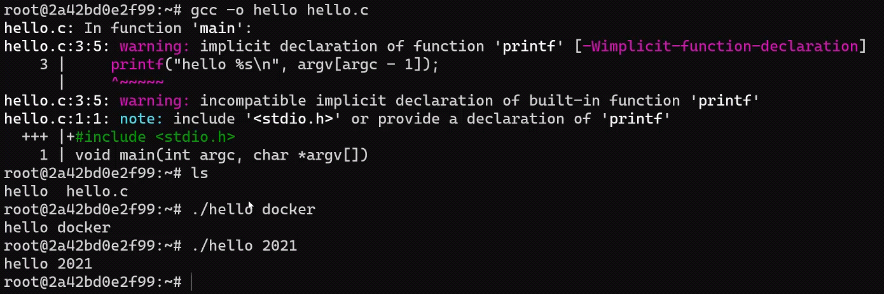 root@2a42bd0e2f99:~# gcc -o hello hello.c
hello.c: In function 'main':
hello.c:3:5: warning: implicit declaration of function 'printf' [-Wimplicit-function-declaration]
    3 |     printf("hello %s\n", argv[argc - 1]);
      |     ^~~~~~
hello.c:3:5: warning: incompatible implicit declaration of built-in function 'printf'
hello.c:1:1: note: include '<stdio.h>' or provide a declaration of 'printf'
  +++ |+#include <stdio.h>
    1 | void main(int argc, char *argv[])
root@2a42bd0e2f99:~# ls
hello  hello.c
root@2a42bd0e2f99:~# ./hello docker
hello docker
root@2a42bd0e2f99:~# ./hello 2021
hello 2021
root@2a42bd0e2f99:~#